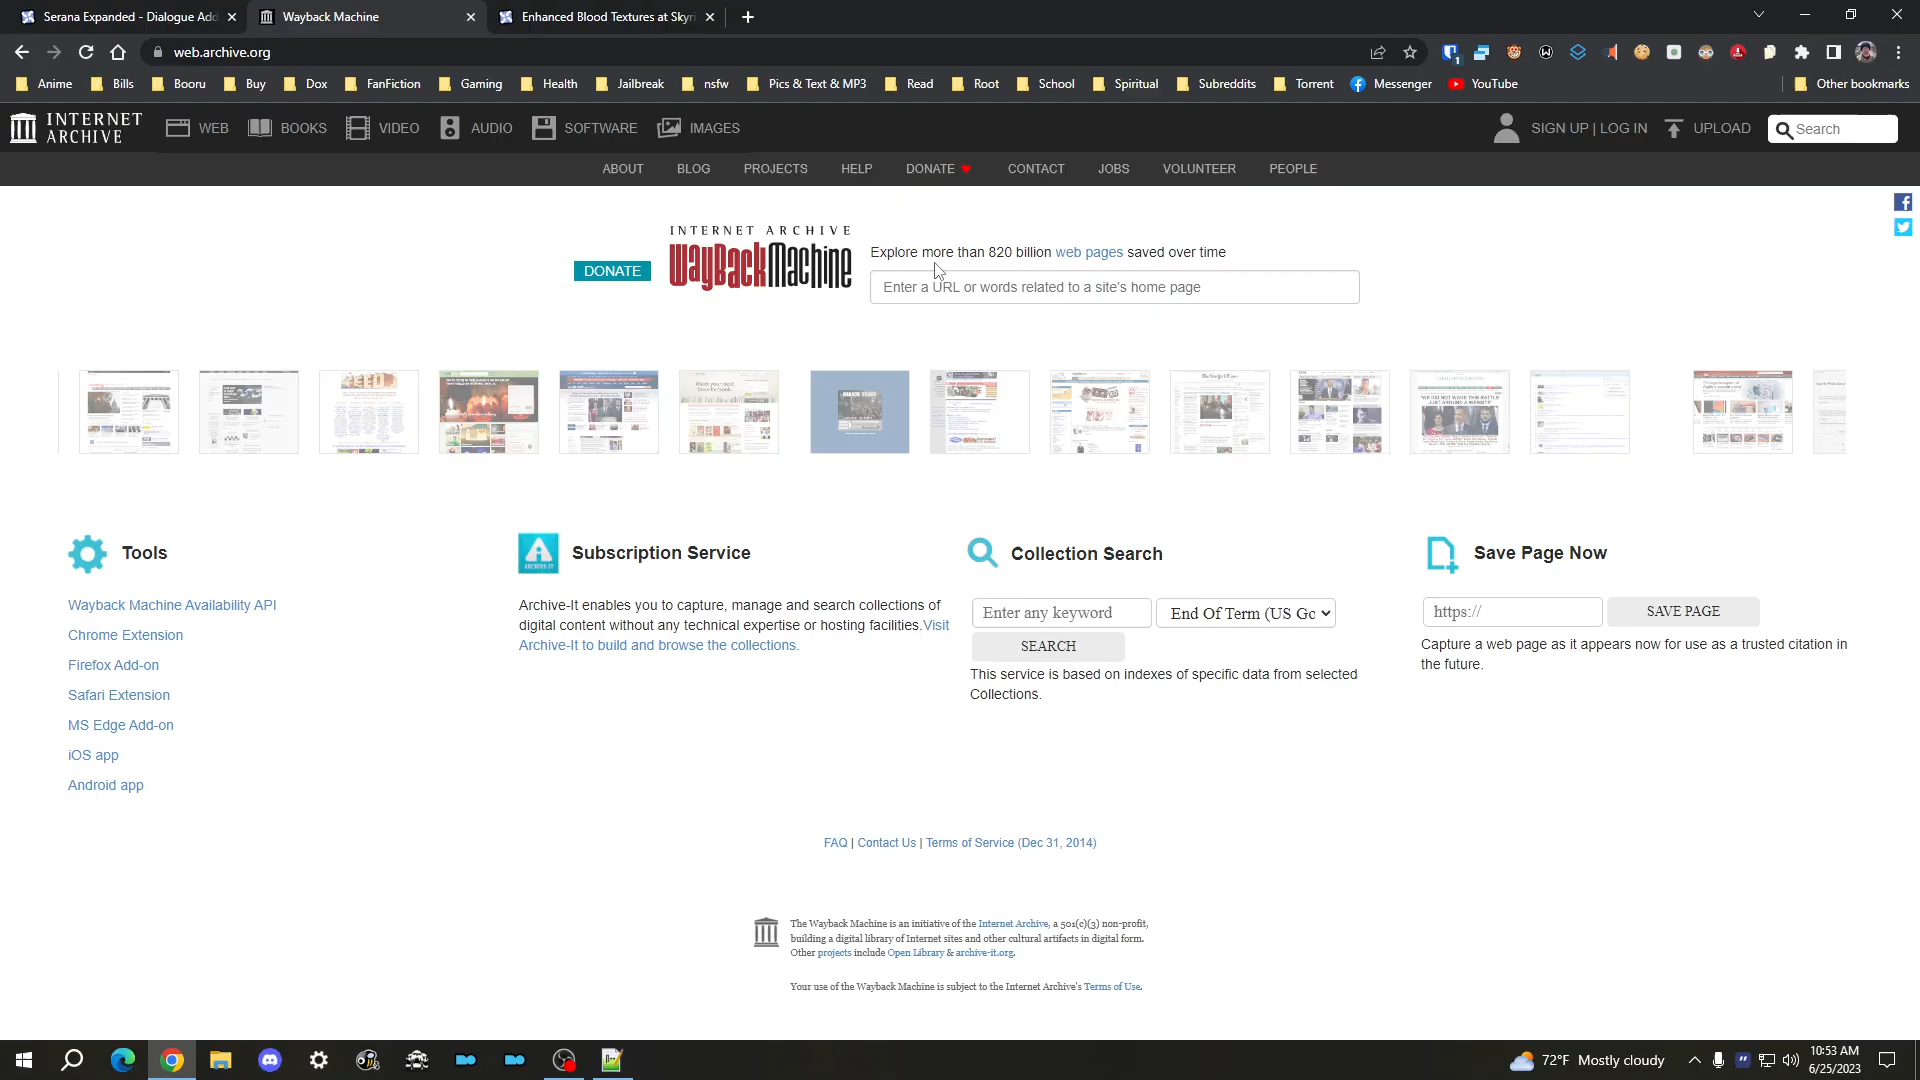 Serana Expanded - Dialogue Add
Wayback Machine
Enhanced Blood Textures at Skyri
web.archive.org
1
Anime
Bills
Booru
Buy
Dox
FanFiction
Gaming
Health
Jailbreak
nsfw
Pics & Text & MP3
Read
Root
School
Spiritual
Subreddits
Torrent
Messenger
YouTube
Other bookmarks
INTERNET
ARCHIVE
WEB
BOOKS
VIDEO
AUDIO
SOFTWARE
IMAGES
SIGN UP | LOG IN
UPLOAD
Search
ABOUT
BLOG
PROJECTS
HELP
DONATE
CONTACT
JOBS
VOLUNTEER
PEOPLE
DONATE
INTERNET ARCHIVE
WayBackMachine
Explore more than 820 billion web pages saved over time
Enter a URL or words related to a site's home page
Tools
Wayback Machine Availability API
Chrome Extension
Firefox Add-on
Safari Extension
MS Edge Add-on
iOS app
Android app
ARCHIVE-IT
Subscription Service
Archive-It enables you to capture, manage and search collections of
digital content without any technical expertise or hosting facilities.Visit
Archive-It to build and browse the collections.
Collection Search
Enter any keyword
End Of Term (US Gc
SEARCH
This service is based on indexes of specific data from selected
Collections.
Save Page Now
https://
SAVE PAGE
Capture a web page as it appears now for use as a trusted citation in
the future.
FAQ | Contact Us | Terms of Service (Dec 31, 2014)
The Wayback Machine is an initiative of the Internet Archive, a 501(c)(3) non-profit,
building a digital library of Internet sites and other cultural artifacts in digital form.
Other projects include Open Library & archive-it.org.
Your use of the Wayback Machine is subject to the Internet Archive's Terms of Use.
72°F Mostly cloudy
10:53 AM
6/25/2023